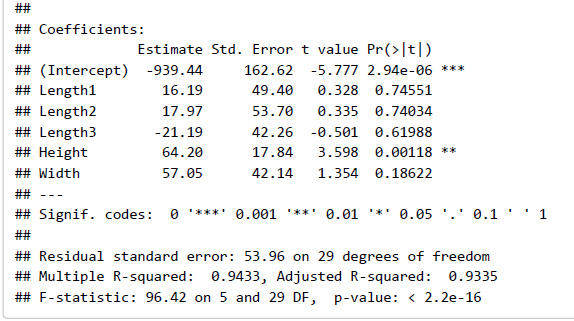 ##
## Coefficients:
##             Estimate Std. Error t value Pr(>|t|)
## (Intercept)  -939.44     162.62  -5.777 2.94e-06 ***
## Length1        16.19      49.40   0.328  0.74551
## Length2        17.97      53.70   0.335  0.74034
## Length3       -21.19      42.26  -0.501  0.61988
## Height         64.20      17.84   3.598  0.00118 **
## Width          57.05      42.14   1.354  0.18622
## ---
## Signif. codes:  0 '***' 0.001 '**' 0.01 '*' 0.05 '.' 0.1 ' ' 1
##
## Residual standard error: 53.96 on 29 degrees of freedom
## Multiple R-squared:  0.9433, Adjusted R-squared:  0.9335
## F-statistic: 96.42 on 5 and 29 DF,  p-value: < 2.2e-16